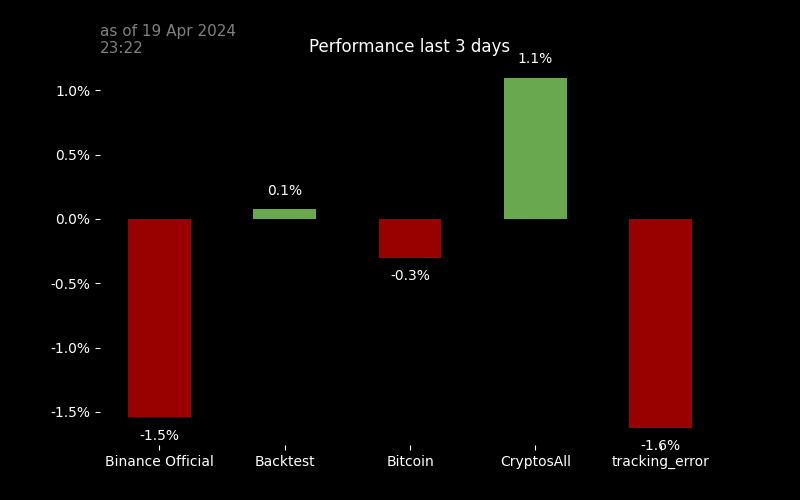 as of 19 Apr 2024
23:22
Performance last 3 days
1.1%
1.0%
0.5%
0.1%
0.0%
-0.3%
-0.5%
-1.0%
-1.5%
-1.5%
-1.6%
Binance Official
Backtest
Bitcoin
CryptosAll
tracking_error